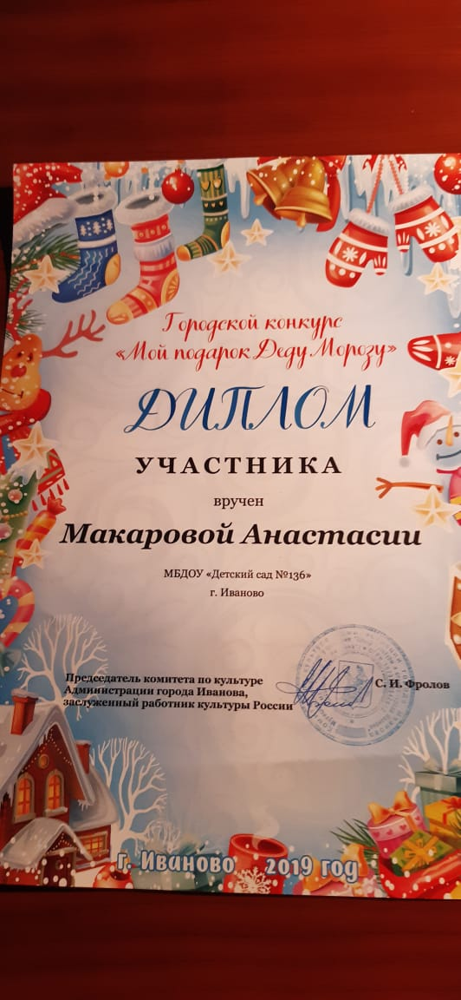 Городской конкурс
«Мой подарок Деду Морозу»
ДИПЛОМ
УЧАСТНИКА
вручен
Макаровой Анастасии
МБДОУ «Детский сад №136»
г. Иваново
Председатель комитета по культуре
Администрации города Иванова,
заслуженный работник культуры России
С. И. Фролов
г. Иваново 2019 год